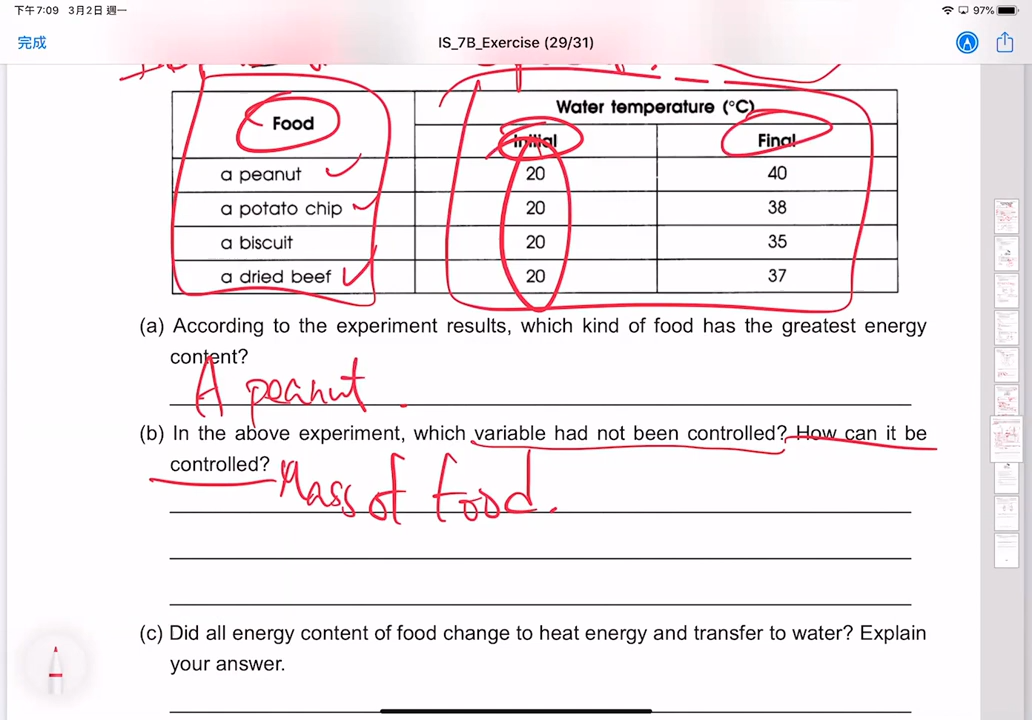 下午7:09 3月2日 週一
97%
完成
IS_7B_Exercise (29/31)
Food
Water temperature (°C)
Initial
Final
a peanut 20 40
a potato chip 20 38
a biscuit 20 35
a dried beef 20 37
(a) According to the experiment results, which kind of food has the greatest energy
content?
A peanut.
(b) In the above experiment, which variable had not been controlled? How can it be
controlled?
Mass of food.
(c) Did all energy content of food change to heat energy and transfer to water? Explain
your answer.